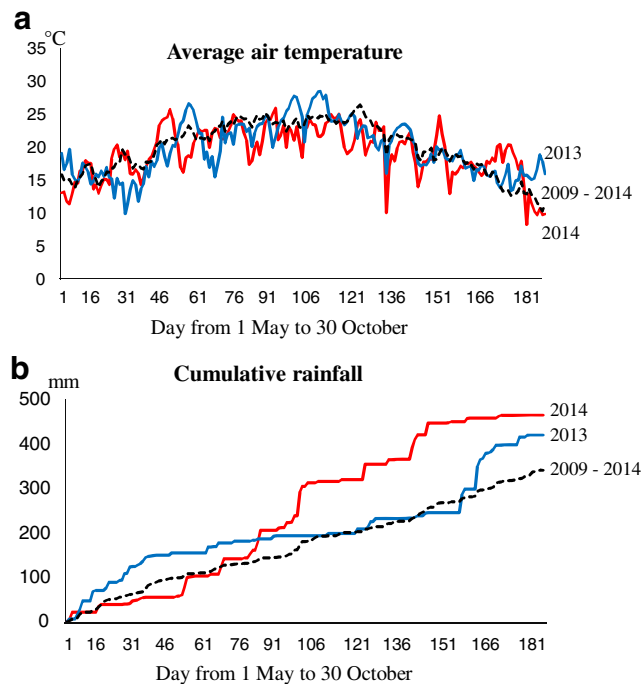 a
°C
Average air temperature
35
30
25
20
15
10
5
0
2013
2009 - 2014
2014
1 16 31 46 61 76 91 106 121 136 151 166 181
Day from 1 May to 30 October
b
mm
Cumulative rainfall
500
400
300
200
100
0
2014
2013
2009 - 2014
1 16 31 46 61 76 91 106 121 136 151 166 181
Day from 1 May to 30 October